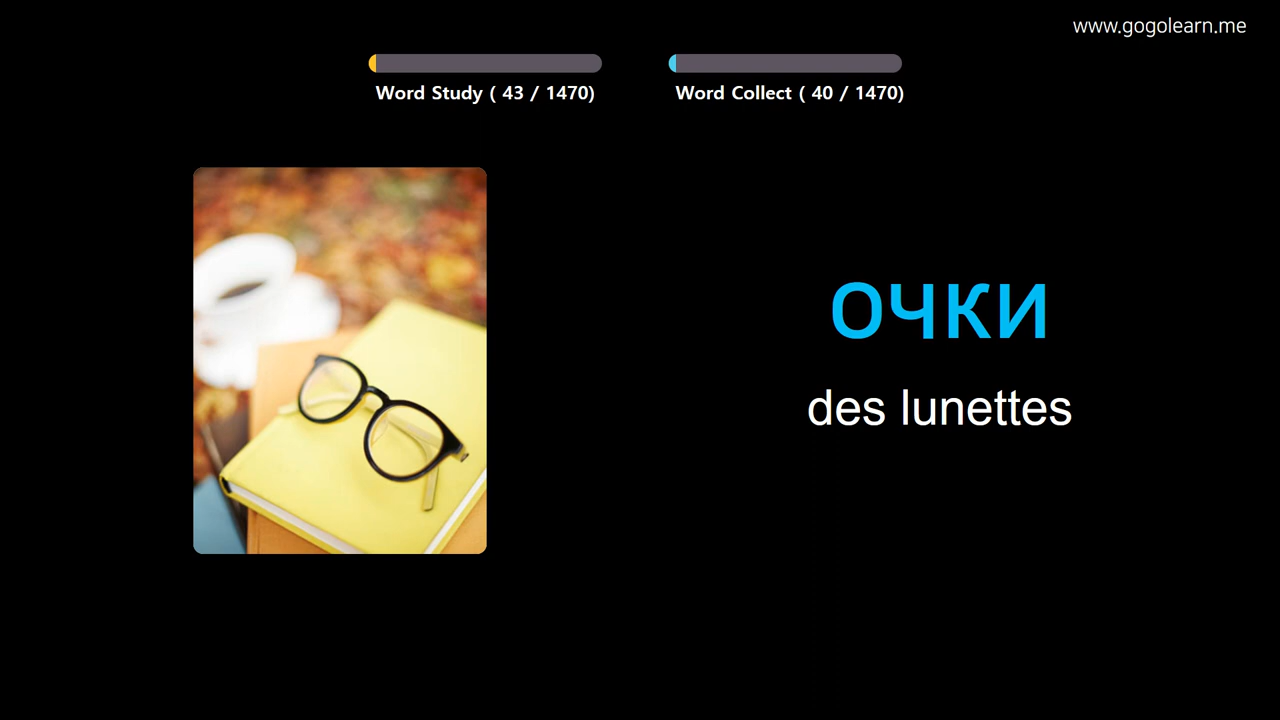 www.gogolearn.me
Word Study ( 43 / 1470)
Word Collect ( 40 / 1470)
очки
des lunettes